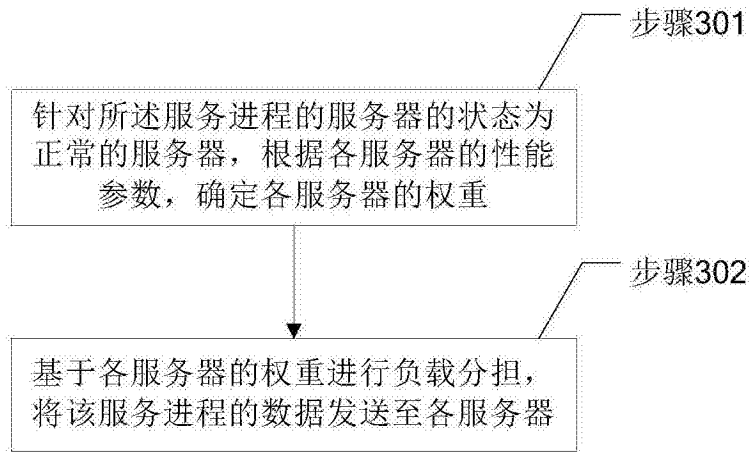 步骤301
针对所述服务进程的服务器的状态为
正常的服务器，根据各服务器的性能
参数，确定各服务器的权重
步骤302
基于各服务器的权重进行负载分担，
将该服务进程的数据发送至各服务器